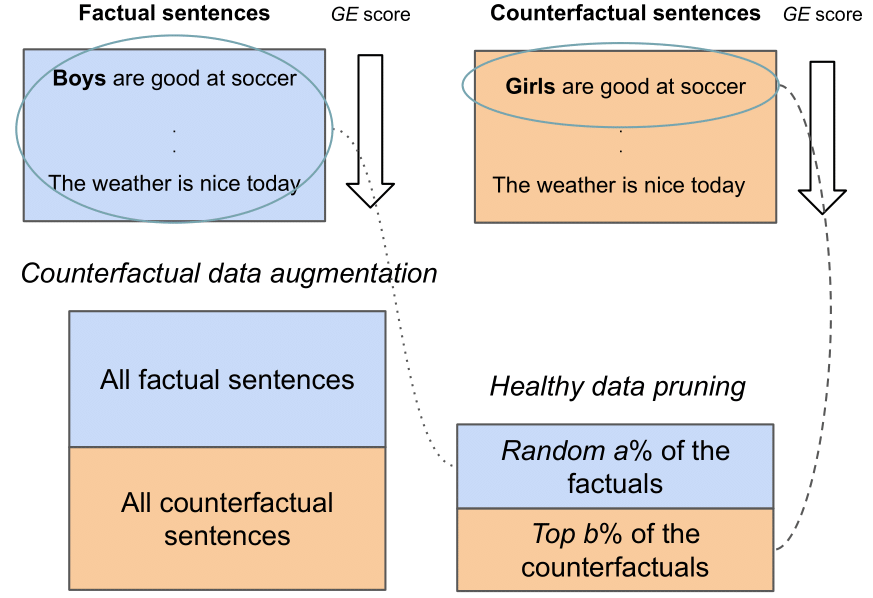 Factual sentences
GE score
Boys are good at soccer
.
.
The weather is nice today
Counterfactual sentences
GE score
Girls are good at soccer
.
.
The weather is nice today
Counterfactual data augmentation
All factual sentences
All counterfactual
sentences
Healthy data pruning
Random a% of the
factuals
Top b% of the
counterfactuals